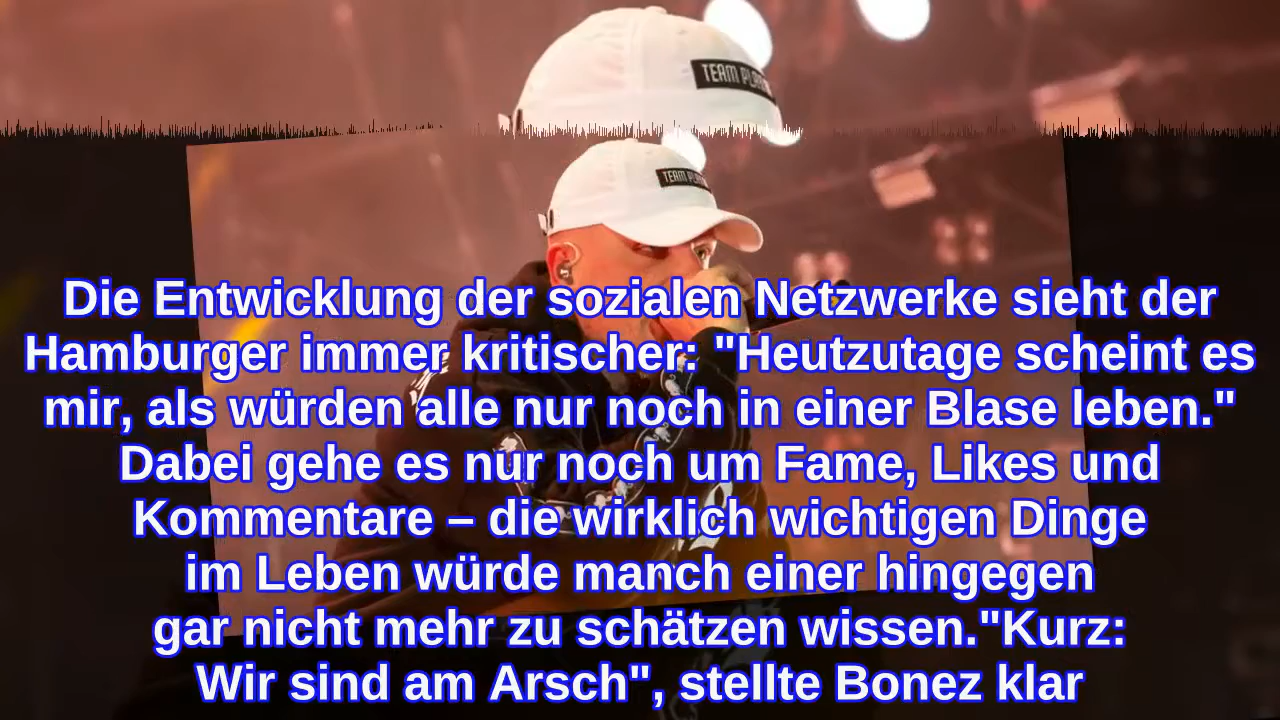 TEAM
TEAM
Die Entwicklung der sozialen Netzwerke sieht der
Hamburger immer kritischer: "Heutzutage scheint es
mir, als würden alle nur noch in einer Blase leben."
Dabei gehe es nur noch um Fame, Likes und
Kommentare – die wirklich wichtigen Dinge
im Leben würde manch einer hingegen
gar nicht mehr zu schätzen wissen."Kurz:
Wir sind am Arsch", stellte Bonez klar